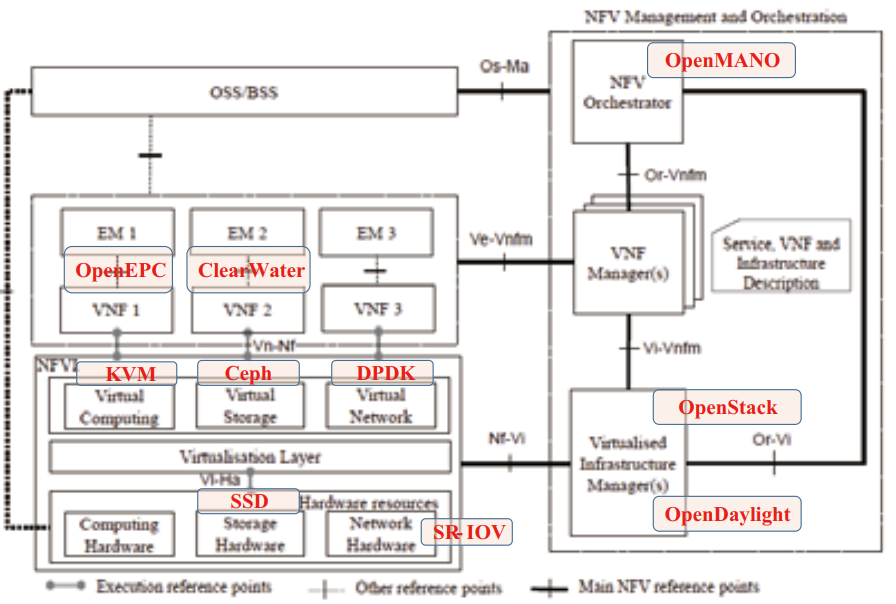 NFV Management and Orchestration
OpenMANO
Os-Ma
OSS/BSS
NFV
Orchestrator
Or-Vnfm
EM 1
EM 2
EM 3
Ve-Vnfm
VNF
Manager(s)
Service, VNF and
Infrastructure
Description
OpenEPC
ClearWater
VNF 1
VNF 2
VNF 3
Vn-Nf
Vi-Vnfm
NFVI
KVM
Ceph
DPDK
Virtual
Computing
Virtual
Storage
Virtual
Network
OpenStack
Nf-Vi
Or-Vi
Virtualisation Layer
Virtualised
Infrastructure
Manager(s)
Vl-Ha
SSD
Hardware resources
OpenDaylight
Computing
Hardware
Storage
Hardware
Network
Hardware
SR-IOV
Execution reference points
Other reference points
Main NFV reference points